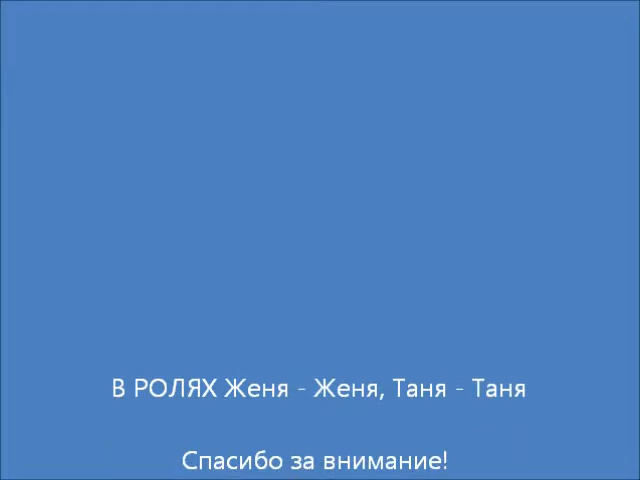 В РОЛЯХ Женя - Женя, Таня - Таня
Спасибо за внимание!